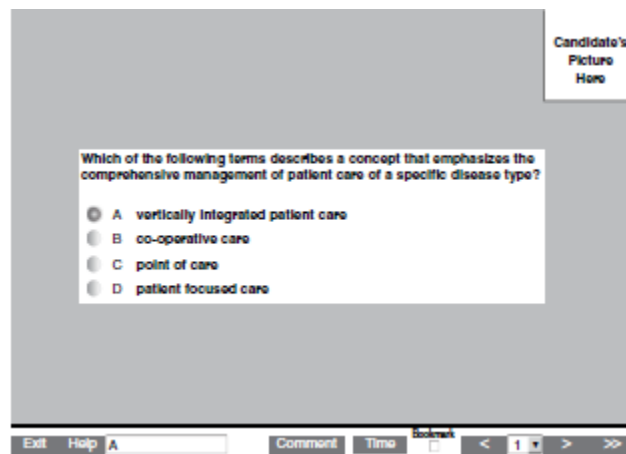 Candidate's
Picture
Here
Which of the following terms describes a concept that emphasizes the
comprehensive management of patient care of a specific disease type?
A vertically integrated patient care
B co-operative care
C point of care
D patient focused care
Bookmark
Exit Help A Comment Time < 1 > >>